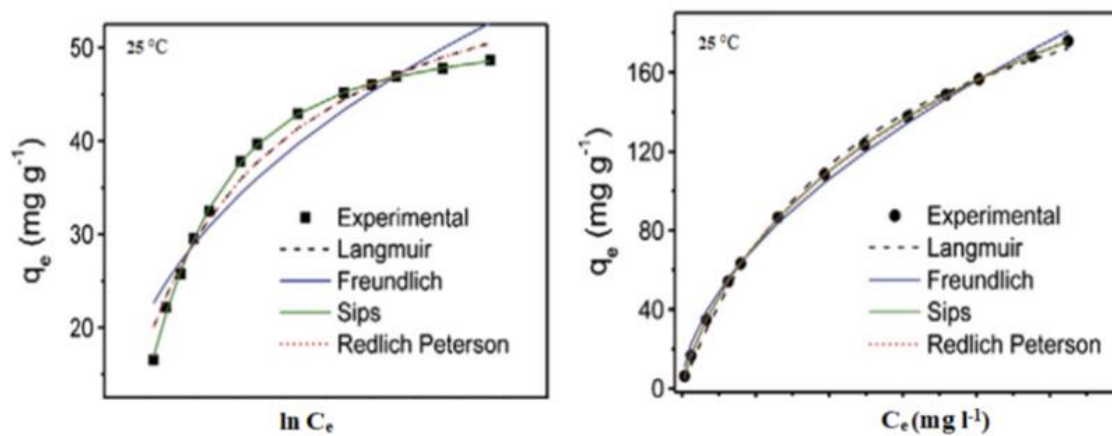 25 °C
50
40
30
20
qe (mg g-1)
Experimental
Langmuir
Freundlich
Sips
Redlich Peterson
ln Ce
25 °C
160
120
80
40
0
qe (mg g-1)
Experimental
Langmuir
Freundlich
Sips
Redlich Peterson
Ce (mg l-1)